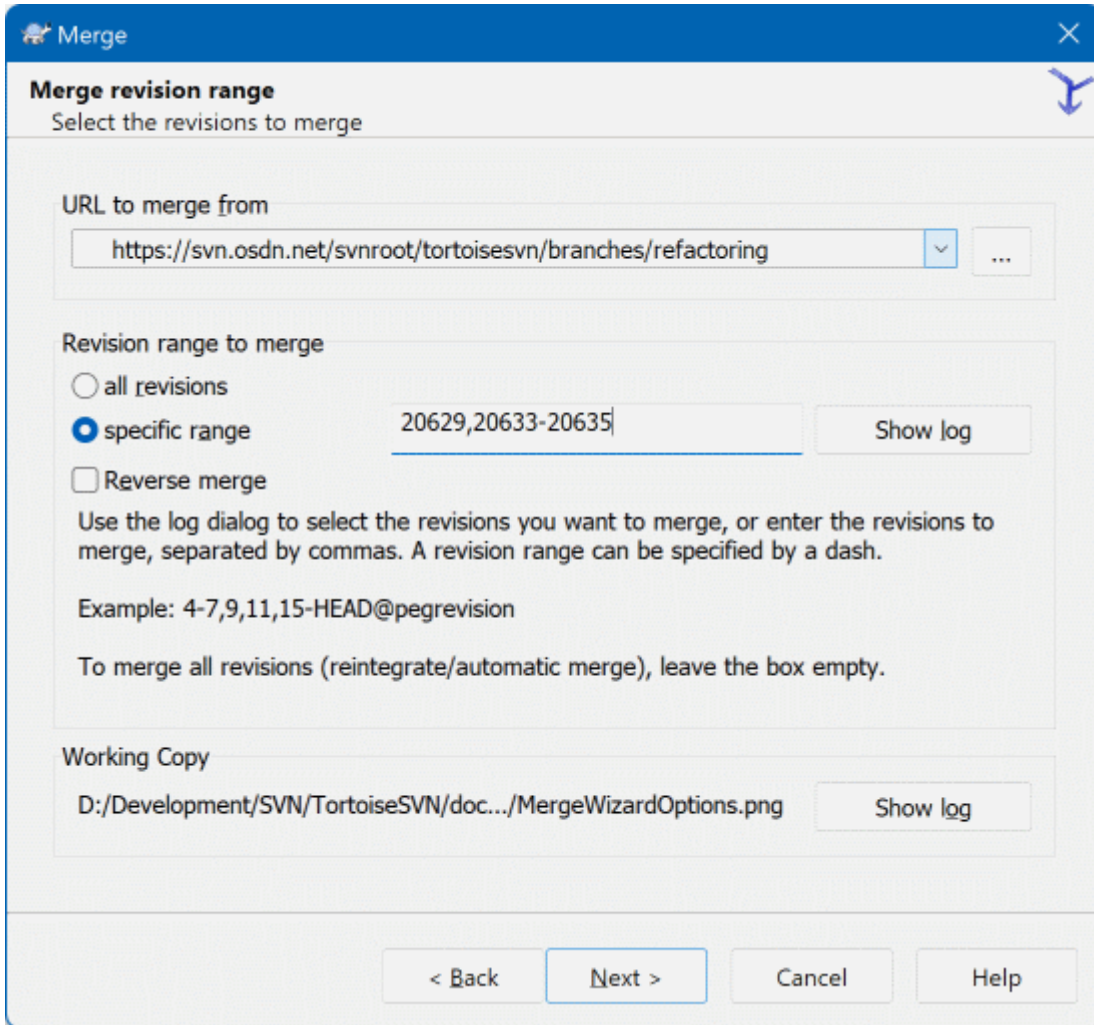 Merge
Merge revision range
Select the revisions to merge
URL to merge from
https://svn.osdn.net/svnroot/tortoisesvn/branches/refactoring
...
Revision range to merge
all revisions
specific range 20629,20633-20635 Show log
Reverse merge
Use the log dialog to select the revisions you want to merge, or enter the revisions to
merge, separated by commas. A revision range can be specified by a dash.
Example: 4-7,9,11,15-HEAD@pegrevision
To merge all revisions (reintegrate/automatic merge), leave the box empty.
Working Copy
D:/Development/SVN/TortoiseSVN/doc.../MergeWizardOptions.png Show log
< Back Next > Cancel Help